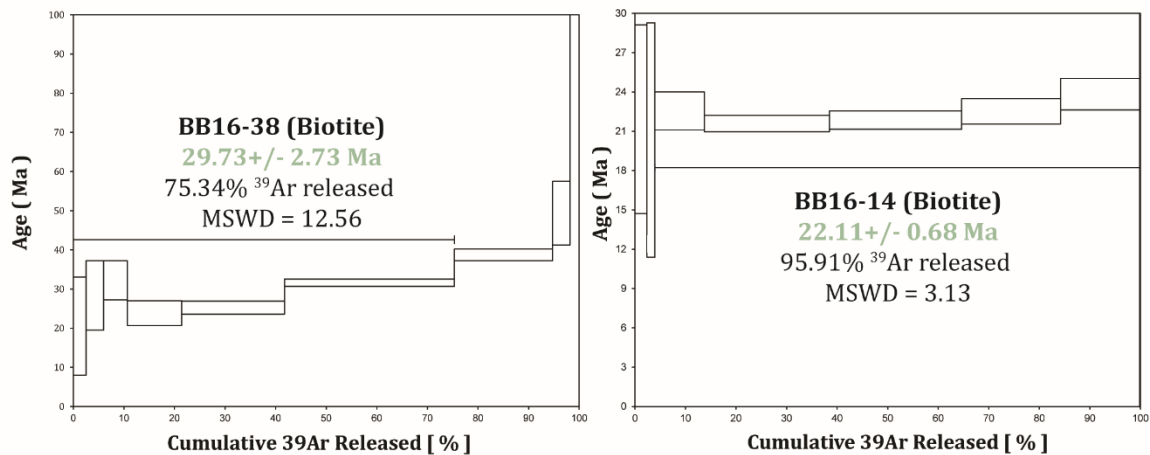 Age ( Ma )
100
90
80
70
60
50
40
30
20
10
0
BB16-38 (Biotite)
29.73+/- 2.73 Ma
75.34% ³⁹Ar released
MSWD = 12.56
0 10 20 30 40 50 60 70 80 90 100
Cumulative 39Ar Released [ % ]
Age ( Ma )
30
27
24
21
18
15
12
9
6
3
0
BB16-14 (Biotite)
22.11+/- 0.68 Ma
95.91% ³⁹Ar released
MSWD = 3.13
0 10 20 30 40 50 60 70 80 90 100
Cumulative 39Ar Released [ % ]